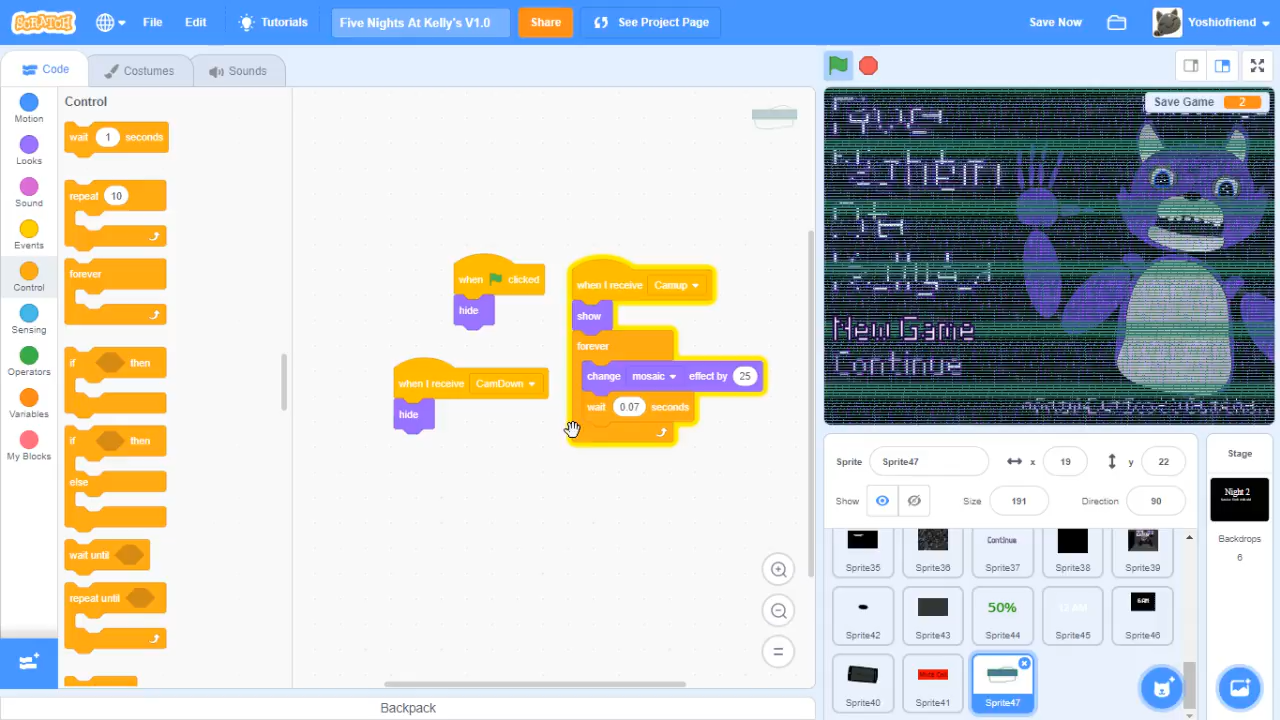 SCRATCH
File
Edit
Tutorials
Five Nights At Kelly's V1.0
Share
See Project Page
Save Now
Yoshiofriend
Code
Costumes
Sounds
Motion
Looks
Sound
Events
Control
Sensing
Operators
Variables
My Blocks
Control
wait 1 seconds
repeat 10
forever
if then
if then
else
wait until
repeat until
when clicked
hide
when I receive CamDown
hide
when I receive Camup
show
forever
change mosaic effect by 25
wait 0.07 seconds
Backpack
Save Game 2
New Game
Continue
Sprite Sprite47 x 19 y 22
Show Size 191 Direction 90
Continue
Sprite35 Sprite36 Sprite37 Sprite38 Sprite39
50%
12 AM
6 AM
Sprite42 Sprite43 Sprite44 Sprite45 Sprite46
Mute Call
Sprite40 Sprite41 Sprite47
Stage
Night 2
Backdrops
6